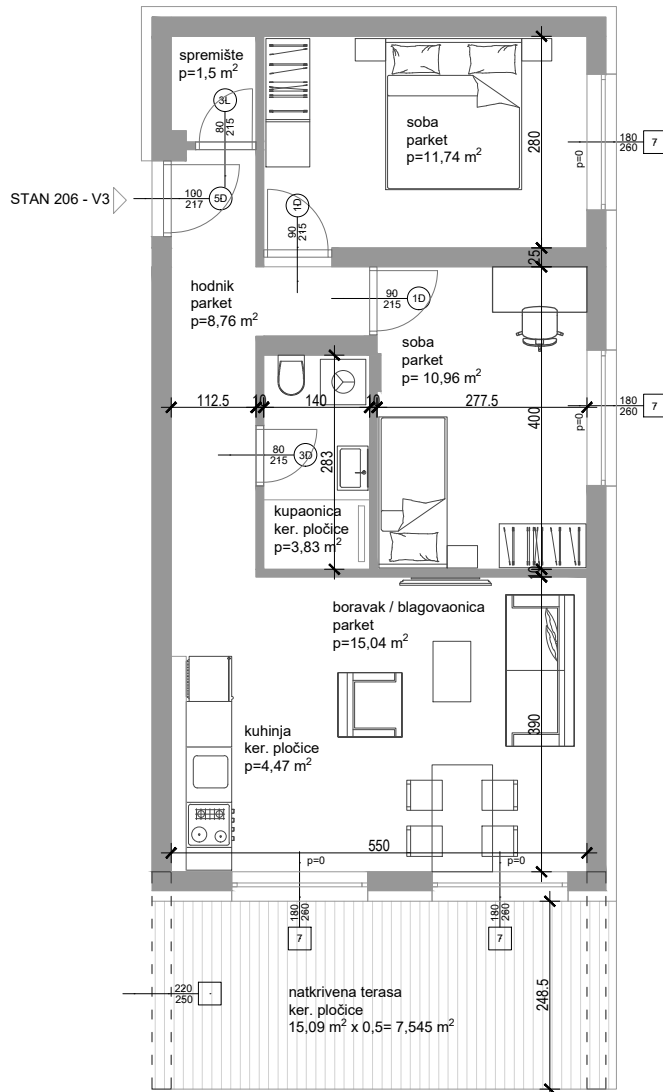 spremište
p=1,5 m²
3L
80
215
soba
parket
p=11,74 m²
280
p=0
180
260
7
STAN 206 - V3
100
217
5D
1D
90
215
25
hodnik
parket
p=8,76 m²
90
215
1D
soba
parket
p= 10,96 m²
112.5
10
140
10
277.5
400
p=0
180
260
7
80
215
3D
283
kupaonica
ker. pločice
p=3,83 m²
10
boravak / blagovaonica
parket
p=15,04 m²
390
kuhinja
ker. pločice
p=4,47 m²
550
p=0
p=0
180
260
7
180
260
7
220
250
natkrivena terasa
ker. pločice
15,09 m² x 0,5= 7,545 m²
248.5